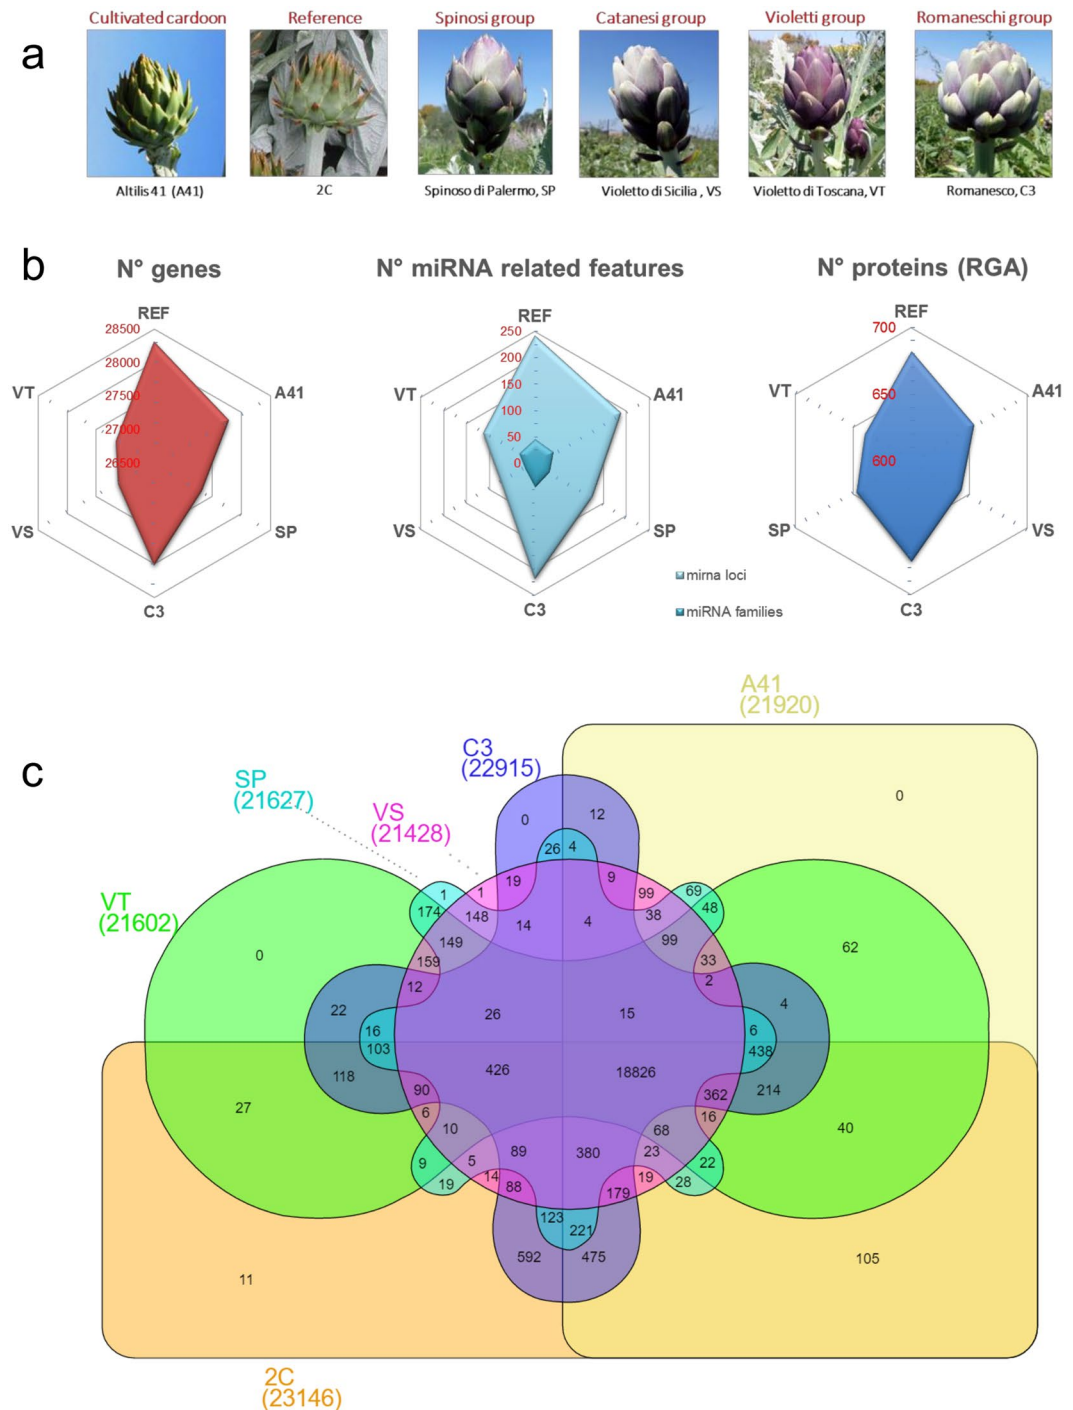 a
Cultivated cardoon
Reference
Spinosi group
Catanesi group
Violetti group
Romaneschi group
Altilis 41 (A41)
2C
Spinoso di Palermo, SP
Violetto di Sicilia , VS
Violetto di Toscana, VT
Romanesco, C3
b
N° genes
REF
28500
28000
27500
27000
26500
VT
A41
VS
SP
C3
N° miRNA related features
REF
250
200
150
100
50
0
VT
A41
VS
SP
C3
mirna loci
miRNA families
N° proteins (RGA)
REF
700
650
600
VT
A41
SP
VS
C3
c
A41
(21920)
C3
(22915)
SP
(21627)
VS
(21428)
VT
(21602)
0
0
12
26
4
1
1
19
9
99
69
174
148
14
4
38
48
149
99
62
0
159
33
12
2
22
26
15
4
16
6
103
438
118
426
18826
214
90
362
27
6
16
40
10
68
9
5
89
380
23
22
19
14
88
179
19
28
123
221
592
475
105
11
2C
(23146)